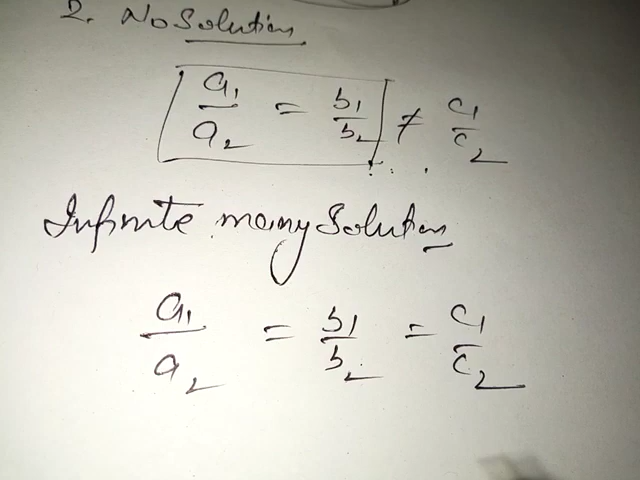 2. No Solution
a1/a2 = b1/b2 ≠ c1/c2
Infinite many Solution
a1/a2 = b1/b2 = c1/c2